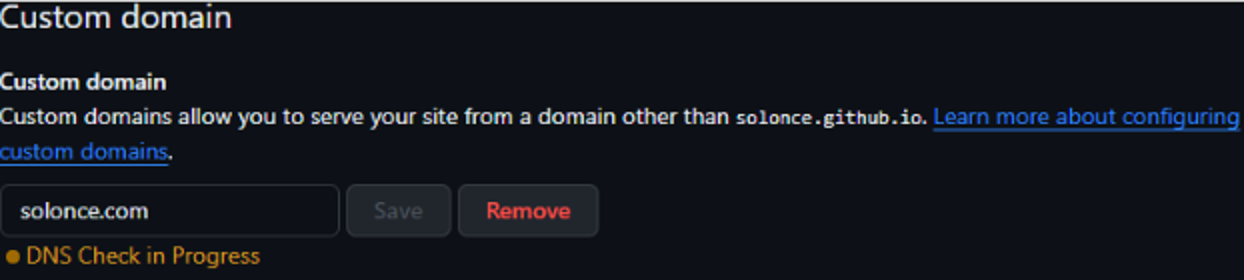 Custom domain
Custom domain
Custom domains allow you to serve your site from a domain other than solonce.github.io. Learn more about configuring
custom domains.
solonce.com Save Remove
DNS Check in Progress